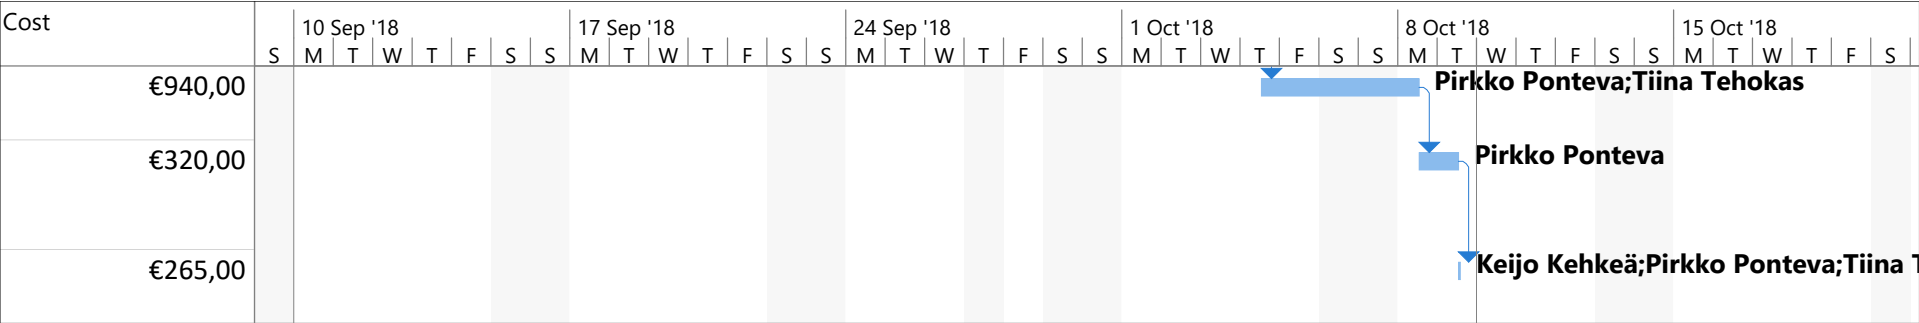 Cost
10 Sep '18 17 Sep '18 24 Sep '18 1 Oct '18 8 Oct '18 15 Oct '18
S M T W T F S S M T W T F S S M T W T F S S M T W T F S S M T W T F S S M T W T F S
€940,00 Pirkko Ponteva;Tiina Tehokas
€320,00 Pirkko Ponteva
€265,00 Keijo Kehkeä;Pirkko Ponteva;Tiina